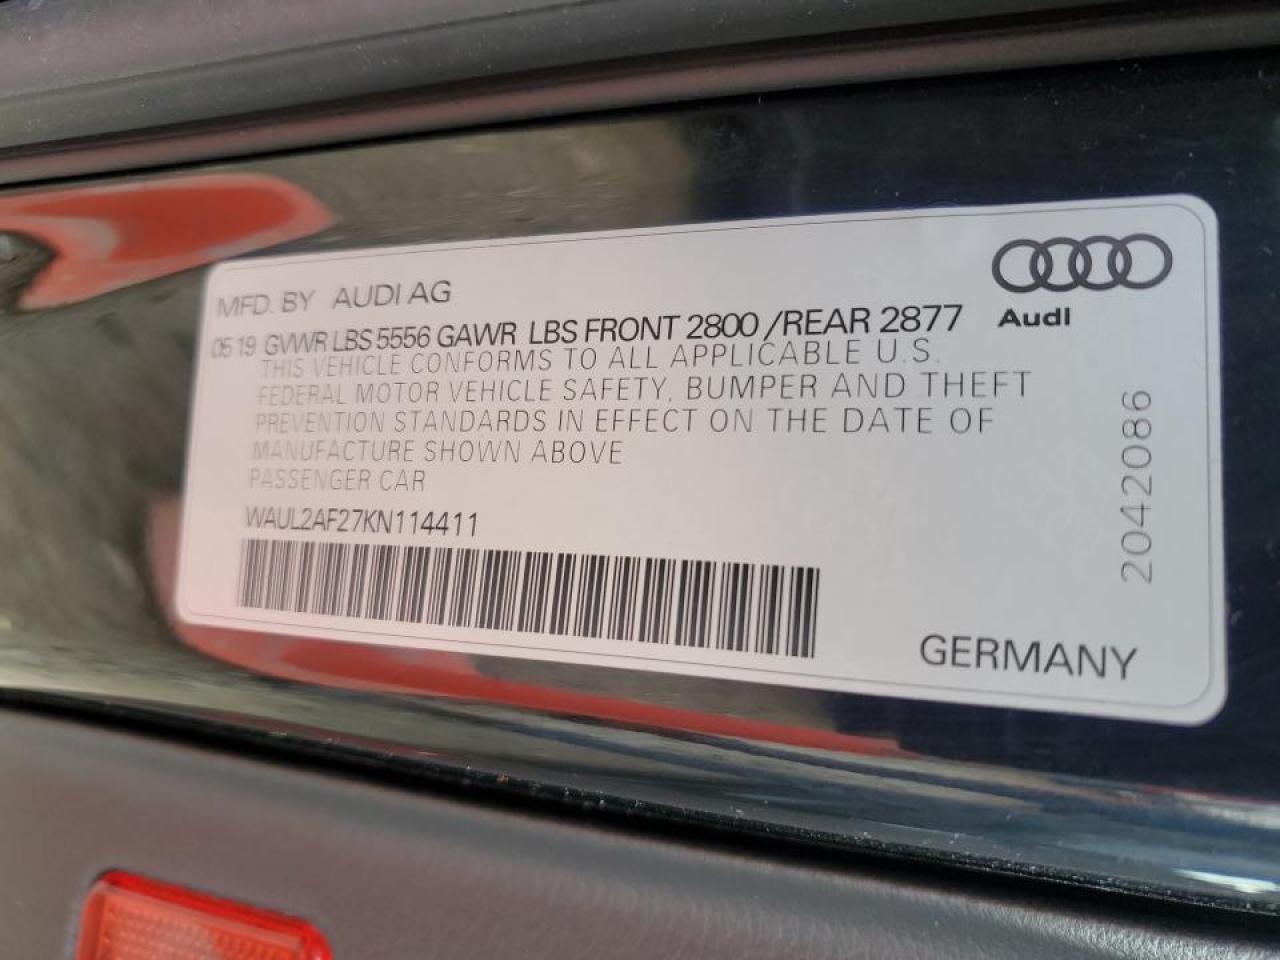 MFD. BY AUDI AG
05 19 GVWR LBS 5556 GAWR LBS FRONT 2800 /REAR 2877
Audi
THIS VEHICLE CONFORMS TO ALL APPLICABLE U.S.
FEDERAL MOTOR VEHICLE SAFETY, BUMPER AND THEFT
PREVENTION STANDARDS IN EFFECT ON THE DATE OF
MANUFACTURE SHOWN ABOVE
PASSENGER CAR
WAUL2AF27KN114411
2042086
GERMANY